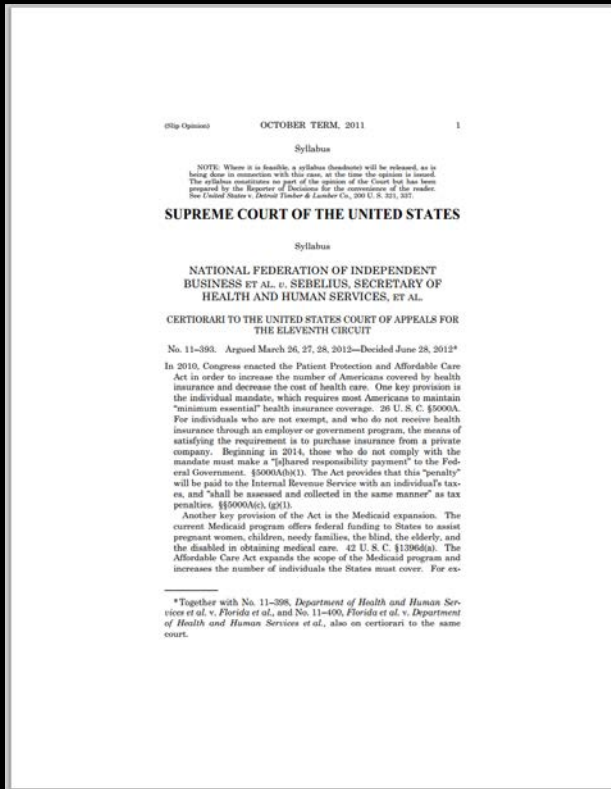 (Slip Opinion) OCTOBER TERM, 2011 1
Syllabus
NOTE: Where it is feasible, a syllabus (headnote) will be released, as is
being done in connection with this case, at the time the opinion is issued.
The syllabus constitutes no part of the opinion of the Court but has been
prepared by the Reporter of Decisions for the convenience of the reader.
See United States v. Detroit Timber & Lumber Co., 200 U. S. 321, 337.
SUPREME COURT OF THE UNITED STATES
Syllabus
NATIONAL FEDERATION OF INDEPENDENT
BUSINESS ET AL. v. SEBELIUS, SECRETARY OF
HEALTH AND HUMAN SERVICES, ET AL.
CERTIORARI TO THE UNITED STATES COURT OF APPEALS FOR
THE ELEVENTH CIRCUIT
No. 11–393. Argued March 26, 27, 28, 2012—Decided June 28, 2012*
In 2010, Congress enacted the Patient Protection and Affordable Care
Act in order to increase the number of Americans covered by health
insurance and decrease the cost of health care. One key provision is
the individual mandate, which requires most Americans to maintain
“minimum essential” health insurance coverage. 26 U. S. C. §5000A.
For individuals who are not exempt, and who do not receive health
insurance through an employer or government program, the means of
satisfying the requirement is to purchase insurance from a private
company. Beginning in 2014, those who do not comply with the
mandate must make a “[s]hared responsibility payment” to the Fed-
eral Government. §5000A(b)(1). The Act provides that this “penalty”
will be paid to the Internal Revenue Service with an individual’s tax-
es, and “shall be assessed and collected in the same manner” as tax
penalties. §§5000A(c), (g)(1).
Another key provision of the Act is the Medicaid expansion. The
current Medicaid program offers federal funding to States to assist
pregnant women, children, needy families, the blind, the elderly, and
the disabled in obtaining medical care. 42 U. S. C. §1396d(a). The
Affordable Care Act expands the scope of the Medicaid program and
increases the number of individuals the States must cover. For ex-
*Together with No. 11–398, Department of Health and Human Ser-
vices et al. v. Florida et al., and No. 11–400, Florida et al. v. Department
of Health and Human Services et al., also on certiorari to the same
court.